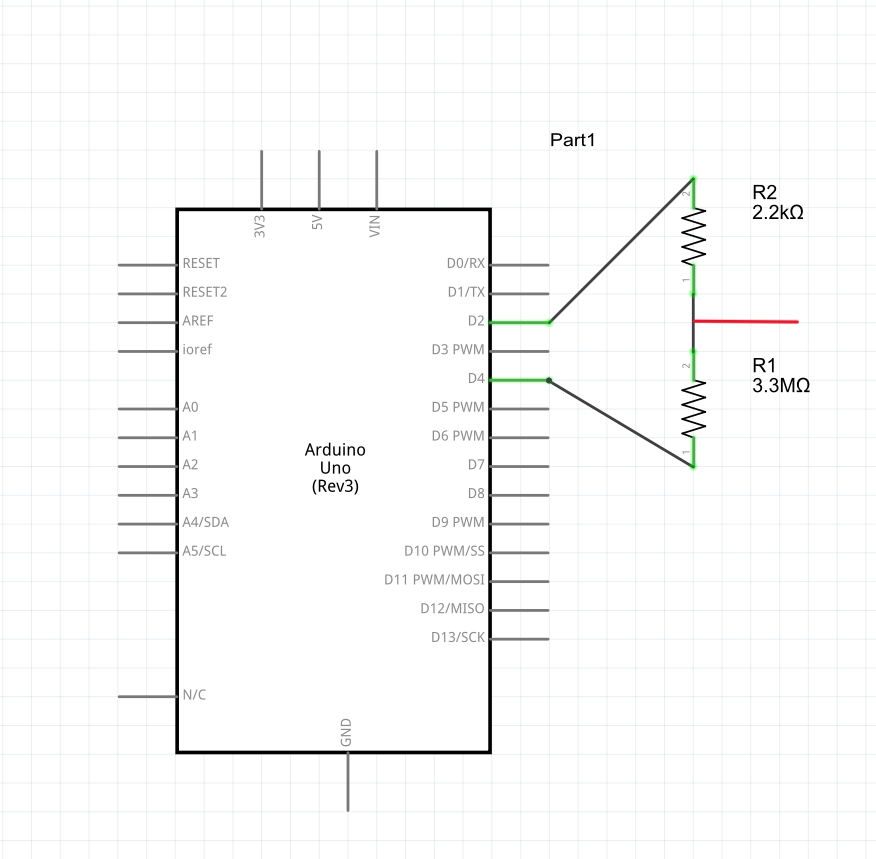 Part1
3V3
5V
VIN
R2
2.2kΩ
2
1
RESET
RESET2
AREF
ioref
A0
A1
A2
A3
A4/SDA
A5/SCL
N/C
Arduino
Uno
(Rev3)
D0/RX
D1/TX
D2
D3 PWM
D4
D5 PWM
D6 PWM
D7
D8
D9 PWM
D10 PWM/SS
D11 PWM/MOSI
D12/MISO
D13/SCK
R1
3.3MΩ
2
1
GND